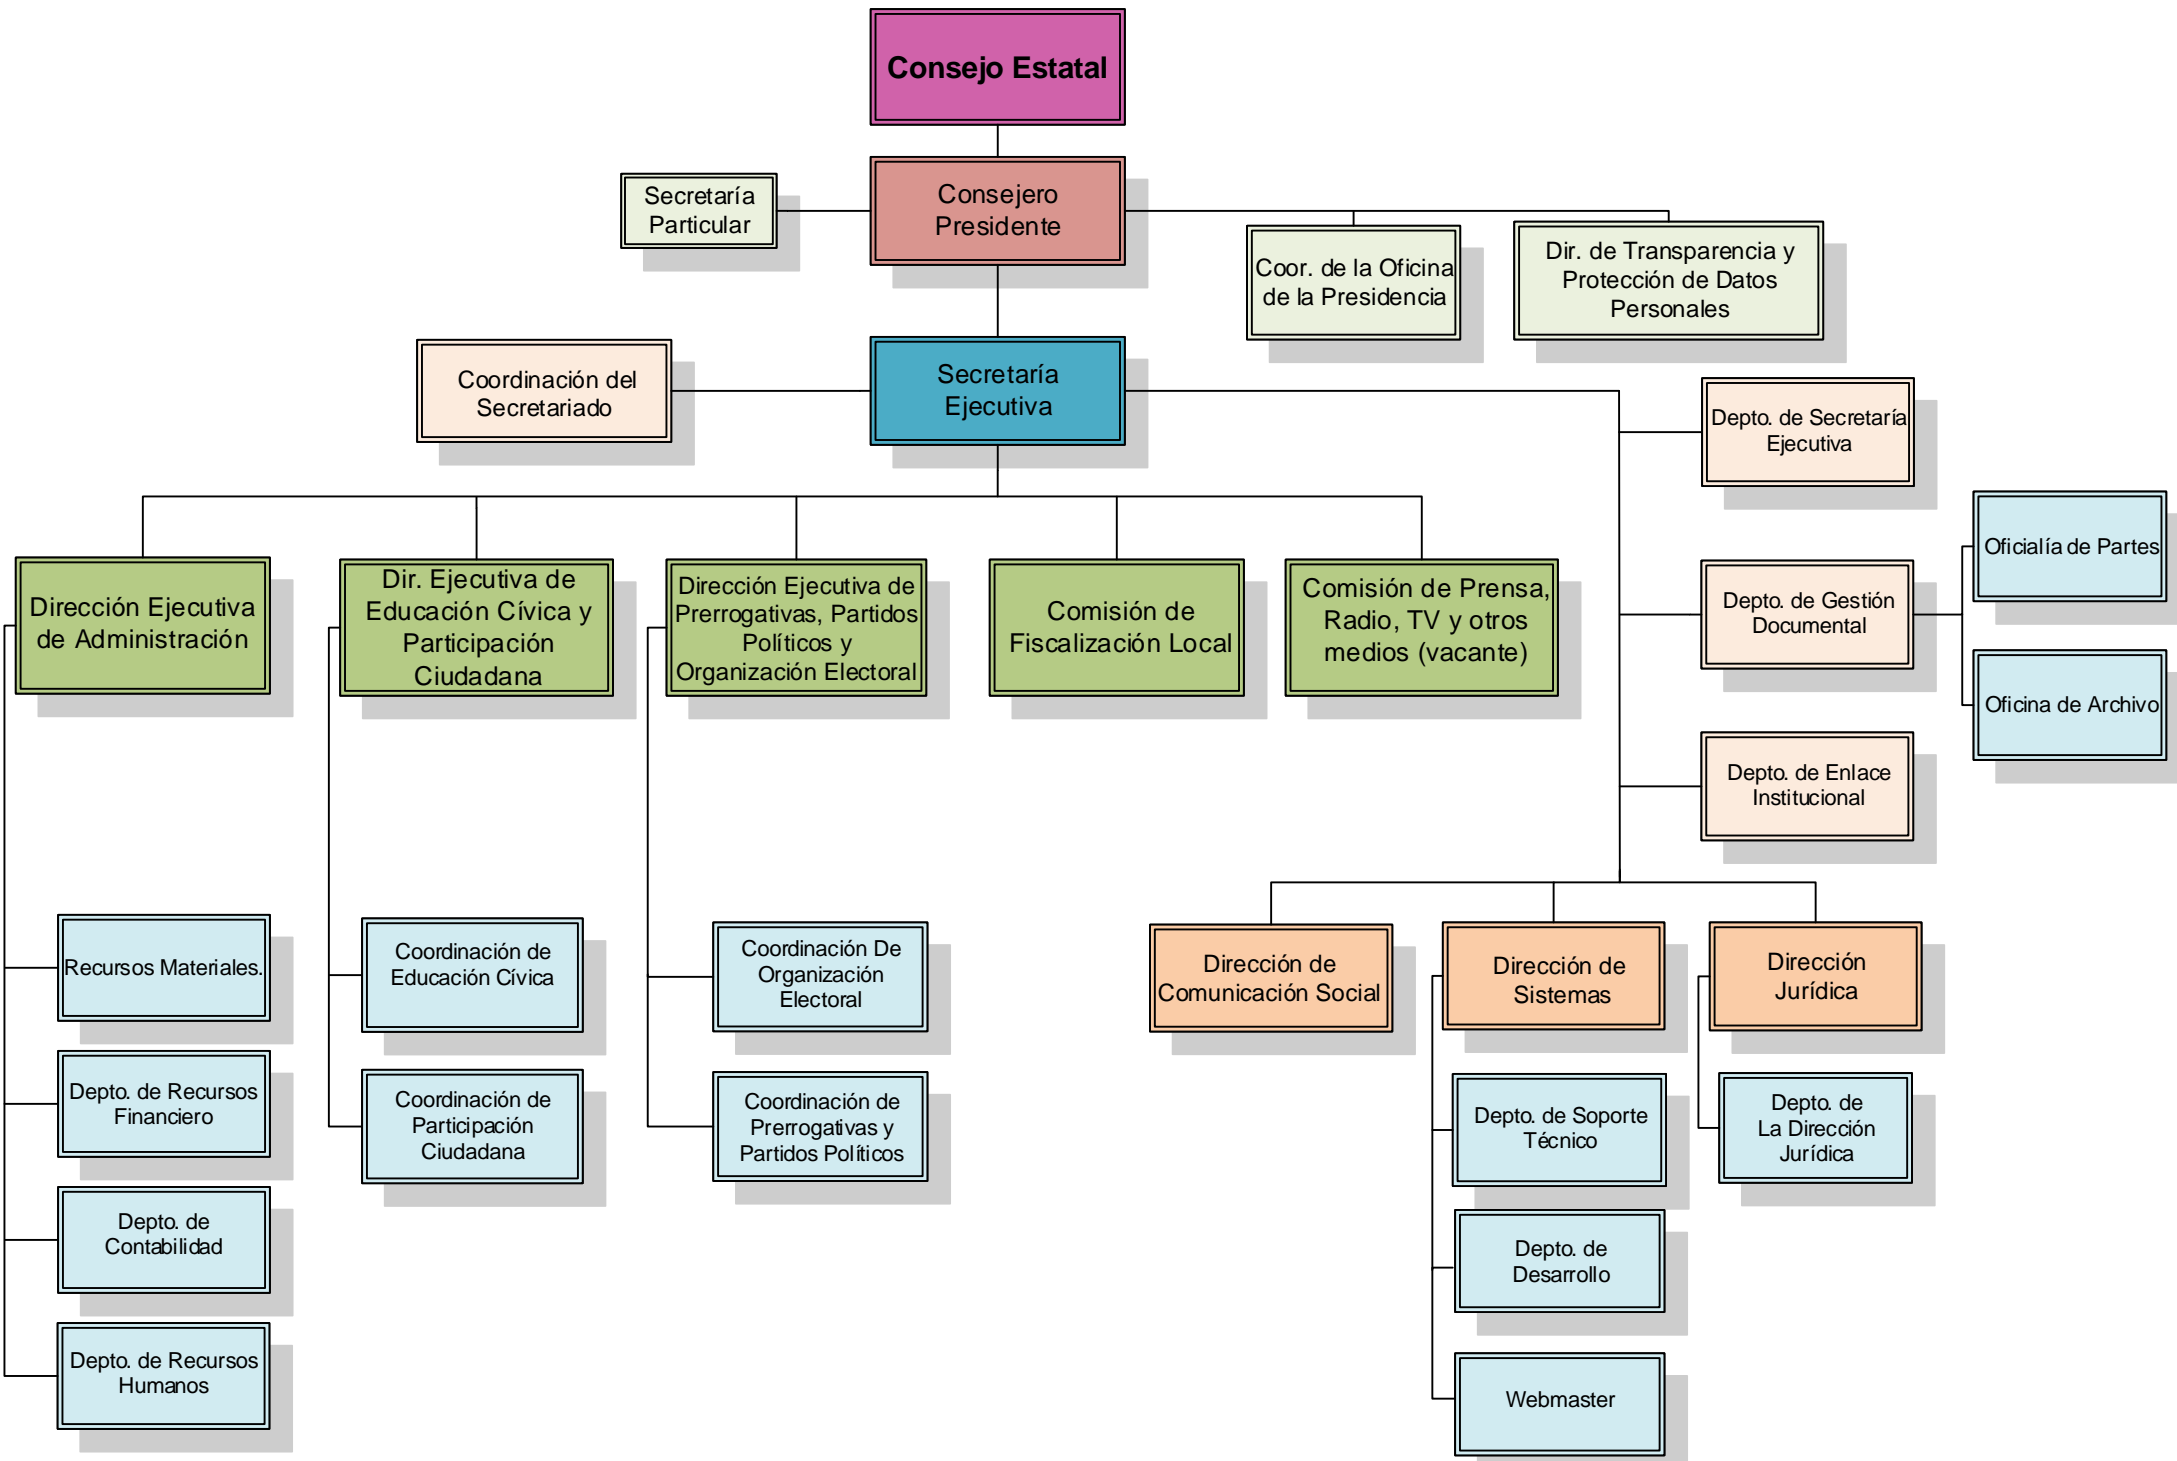 Consejo Estatal
Secretaría
Particular
Consejero
Presidente
Coor. de la Oficina
de la Presidencia
Dir. de Transparencia y
Protección de Datos
Personales
Coordinación del
Secretariado
Secretaría
Ejecutiva
Depto. de Secretaría
Ejecutiva
Oficialía de Partes
Depto. de Gestión
Documental
Oficina de Archivo
Depto. de Enlace
Institucional
Dirección Ejecutiva
de Administración
Dir. Ejecutiva de
Educación Cívica y
Participación
Ciudadana
Dirección Ejecutiva de
Prerrogativas, Partidos
Políticos y
Organización Electoral
Comisión de
Fiscalización Local
Comisión de Prensa,
Radio, TV y otros
medios (vacante)
Recursos Materiales.
Coordinación de
Educación Cívica
Coordinación De
Organización
Electoral
Dirección de
Comunicación Social
Dirección de
Sistemas
Dirección
Jurídica
Depto. de Recursos
Financiero
Coordinación de
Participación
Ciudadana
Coordinación de
Prerrogativas y
Partidos Políticos
Depto. de Soporte
Técnico
Depto. de
La Dirección
Jurídica
Depto. de
Contabilidad
Depto. de
Desarrollo
Depto. de Recursos
Humanos
Webmaster